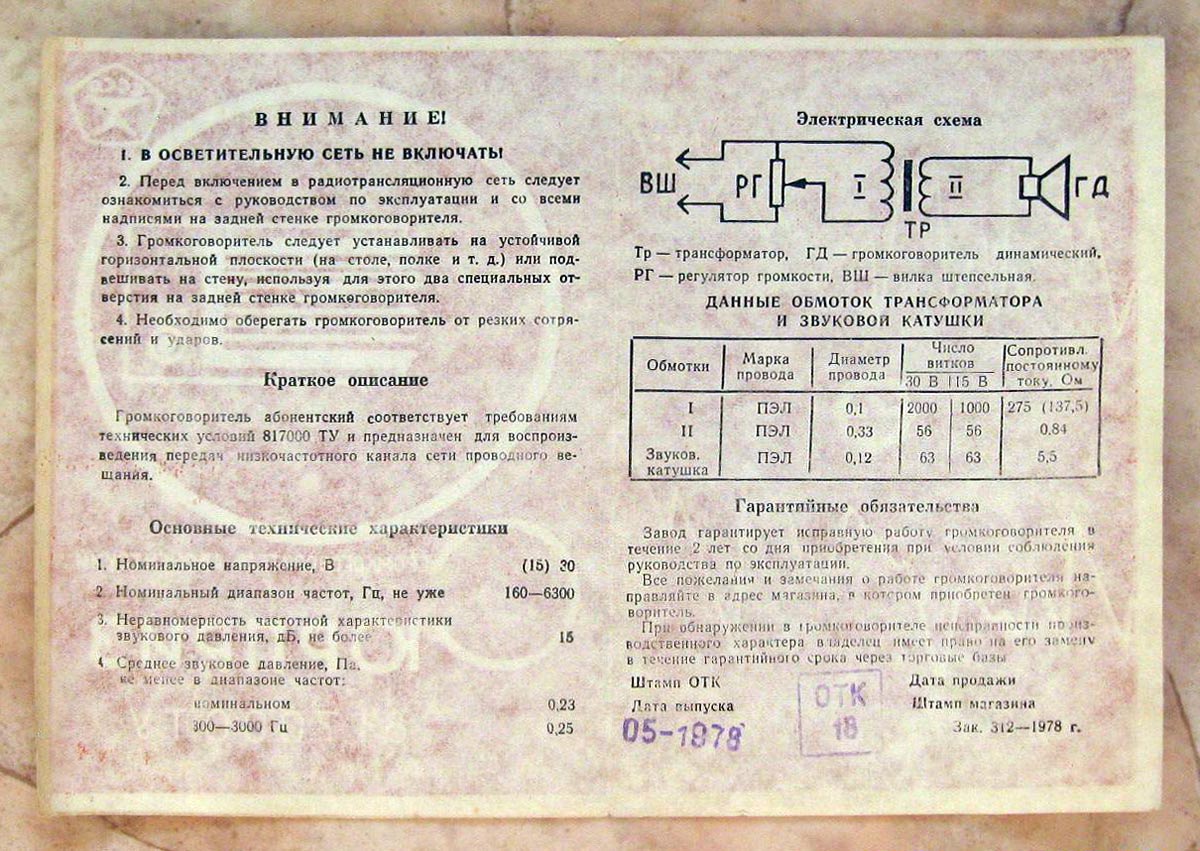 ВНИМАНИЕ!
1. В ОСВЕТИТЕЛЬНУЮ СЕТЬ НЕ ВКЛЮЧАТЬ!
2. Перед включением в радиотрансляционную сеть следует
ознакомиться с руководством по эксплуатации и со всеми
надписями на задней стенке громкоговорителя.
3. Громкоговоритель следует устанавливать на устойчивой
горизонтальной плоскости (на столе, полке и т. д.) или под-
вешивать на стену, используя для этого два специальных от-
верстия на задней стенке громкоговорителя.
4. Необходимо оберегать громкоговоритель от резких сотря-
сений и ударов.
Краткое описание
Громкоговоритель абонентский соответствует требованиям
технических условий 817000 ТУ и предназначен для воспроиз-
ведения передач низкочастотного канала сети проводного ве-
щания.
Основные технические характеристики
1. Номинальное напряжение, В (15) 30
2. Номинальный диапазон частот, Гц, не уже 160—6300
3. Неравномерность частотной характеристики
звукового давления, дБ, не более 15
4. Среднее звуковое давление, Па,
не менее в диапазоне частот:
номинальном 0,23
300—3000 Гц 0,25
Электрическая схема
ВШ РГ I II ГД
ТР
Тр — трансформатор, ГД — громкоговоритель динамический,
РГ — регулятор громкости, ВШ — вилка штепсельная.
ДАННЫЕ ОБМОТОК ТРАНСФОРМАТОРА
И ЗВУКОВОЙ КАТУШКИ
Обмотки Марка провода Диаметр провода Число витков 30 В 15 В Сопротивл. постоянному току, Ом
I ПЭЛ 0,1 2000 1000 275 (137,5)
II ПЭЛ 0,33 56 56 0,84
Звуков. катушка ПЭЛ 0,12 63 63 5,5
Гарантийные обязательства
Завод гарантирует исправную работу громкоговорителя в
течение 2 лет со дня приобретения при условии соблюдения
руководства по эксплуатации.
Все пожелания и замечания о работе громкоговорителя на-
правляйте в адрес магазина, в котором приобретен громкого-
воритель.
При обнаружении в громкоговорителе неисправности произ-
водственного характера владелец имеет право на его замену
в течение гарантийного срока через торговые базы
Штамп ОТК Дата продажи
Дата выпуска Штамп магазина
05-1978 ОТК 18 Зак. 312—1978 г.